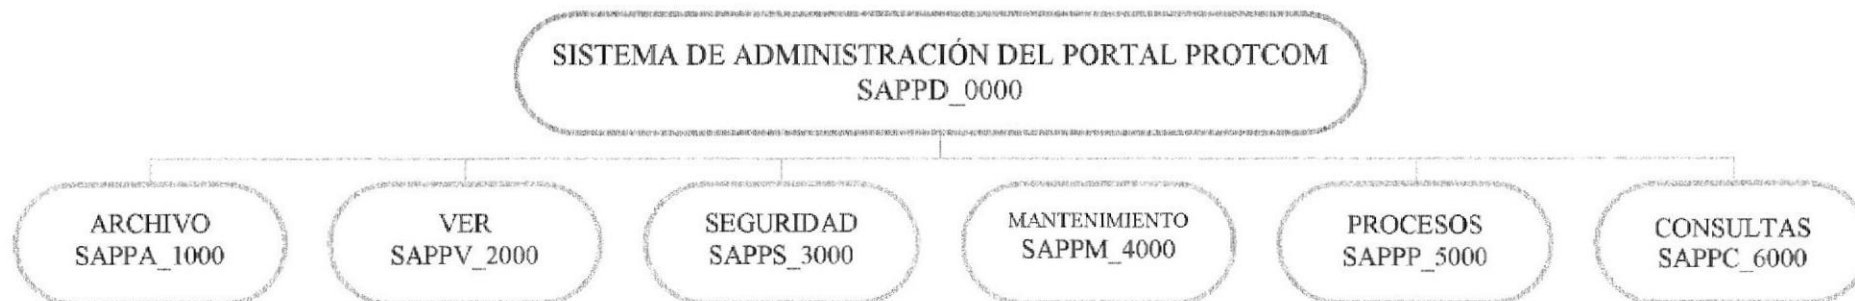 SISTEMA DE ADMINISTRACIÓN DEL PORTAL PROTCOM
SAPPD_0000
ARCHIVO
SAPPA_1000
VER
SAPPV_2000
SEGURIDAD
SAPPS_3000
MANTENIMIENTO
SAPPM_4000
PROCESOS
SAPPP_5000
CONSULTAS
SAPPC_6000